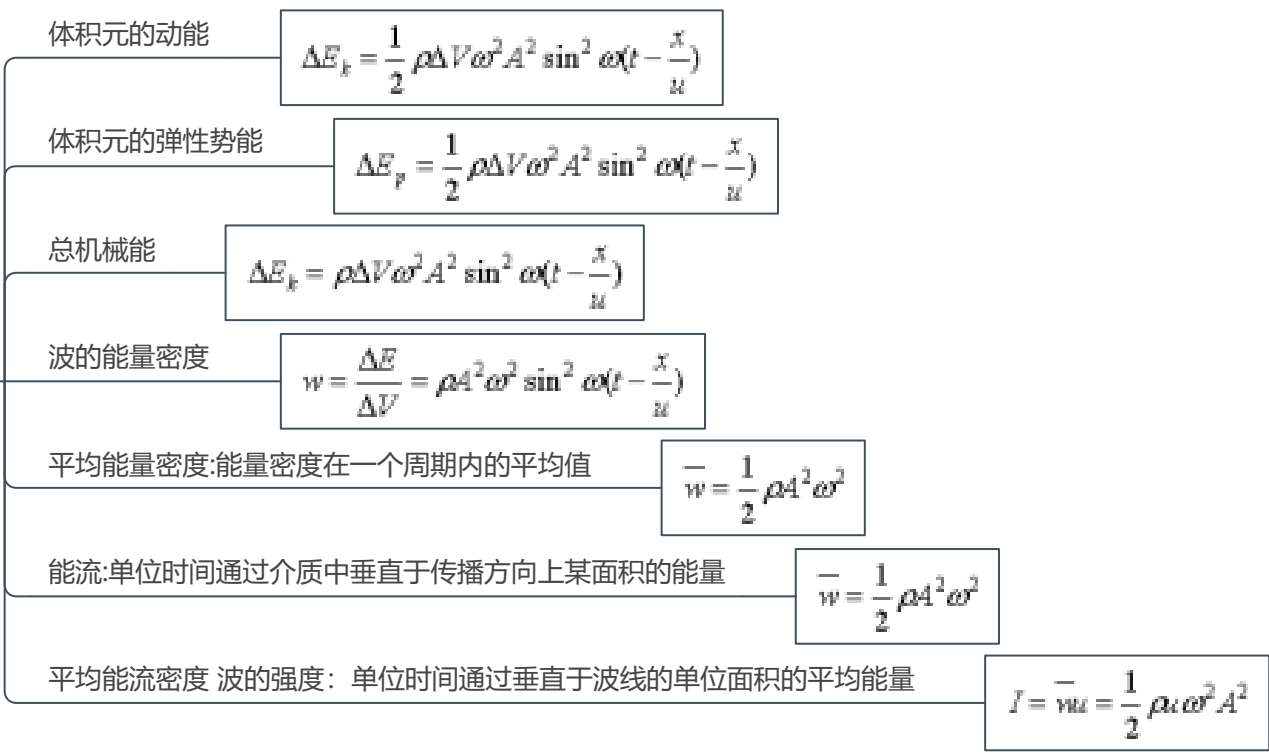 体积元的动能
ΔE_k = 1/2 ρΔVω²A² sin² ω(t − x/u)
体积元的弹性势能
ΔE_p = 1/2 ρΔVω²A² sin² ω(t − x/u)
总机械能
ΔE_k = ρΔVω²A² sin² ω(t − x/u)
波的能量密度
w = ΔE/ΔV = ρA²ω² sin² ω(t − x/u)
平均能量密度:能量密度在一个周期内的平均值
w̅ = 1/2 ρA²ω²
能流:单位时间通过介质中垂直于传播方向上某面积的能量
w̅ = 1/2 ρA²ω²
平均能流密度 波的强度：单位时间通过垂直于波线的单位面积的平均能量
I = w̅u = 1/2 ρuω²A²